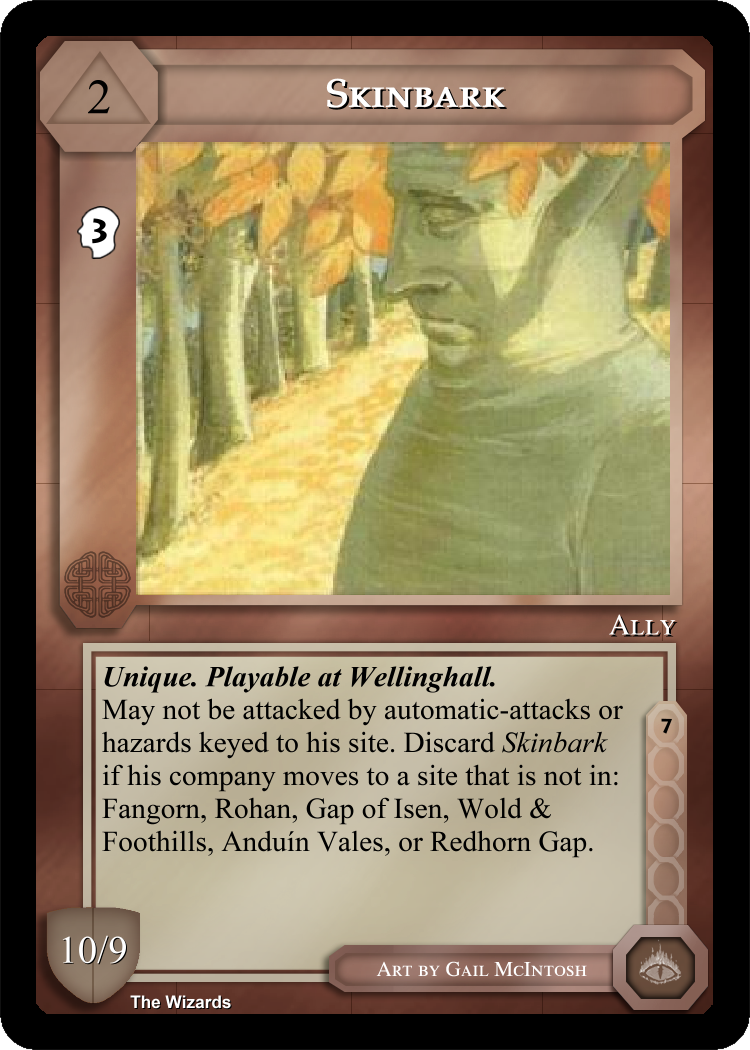 2
Skinbark
3
Ally
Unique. Playable at Wellinghall.
May not be attacked by automatic-attacks or
hazards keyed to his site. Discard Skinbark
if his company moves to a site that is not in:
Fangorn, Rohan, Gap of Isen, Wold &
Foothills, Anduín Vales, or Redhorn Gap.
7
10/9
Art by Gail McIntosh
The Wizards